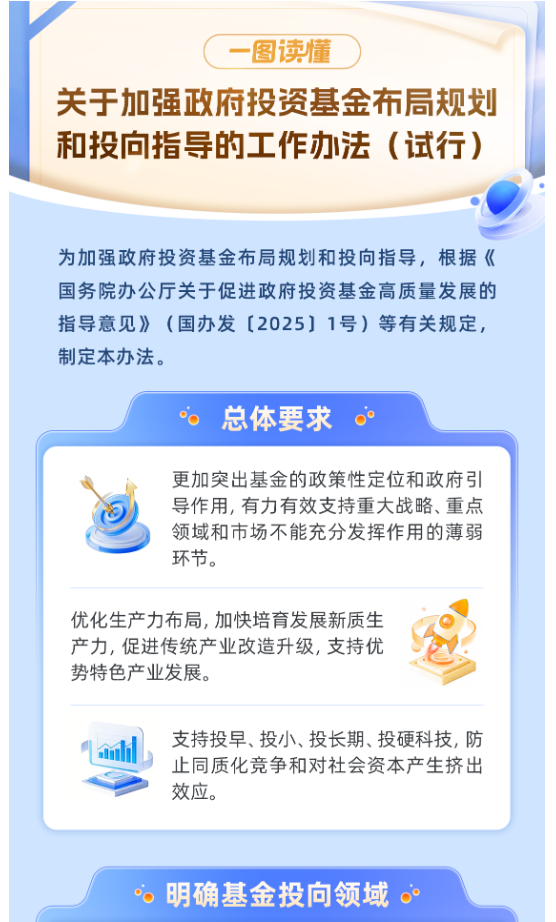 一图读懂
关于加强政府投资基金布局规划
和投向指导的工作办法（试行）
为加强政府投资基金布局规划和投向指导，根据《
国务院办公厅关于促进政府投资基金高质量发展的
指导意见》（国办发〔2025〕1号）等有关规定，
制定本办法。
总体要求
更加突出基金的政策性定位和政府引
导作用，有力有效支持重大战略、重点
领域和市场不能充分发挥作用的薄弱
环节。
优化生产力布局，加快培育发展新质生
产力，促进传统产业改造升级，支持优
势特色产业发展。
支持投早、投小、投长期、投硬科技，防
止同质化竞争和对社会资本产生挤出
效应。
明确基金投向领域